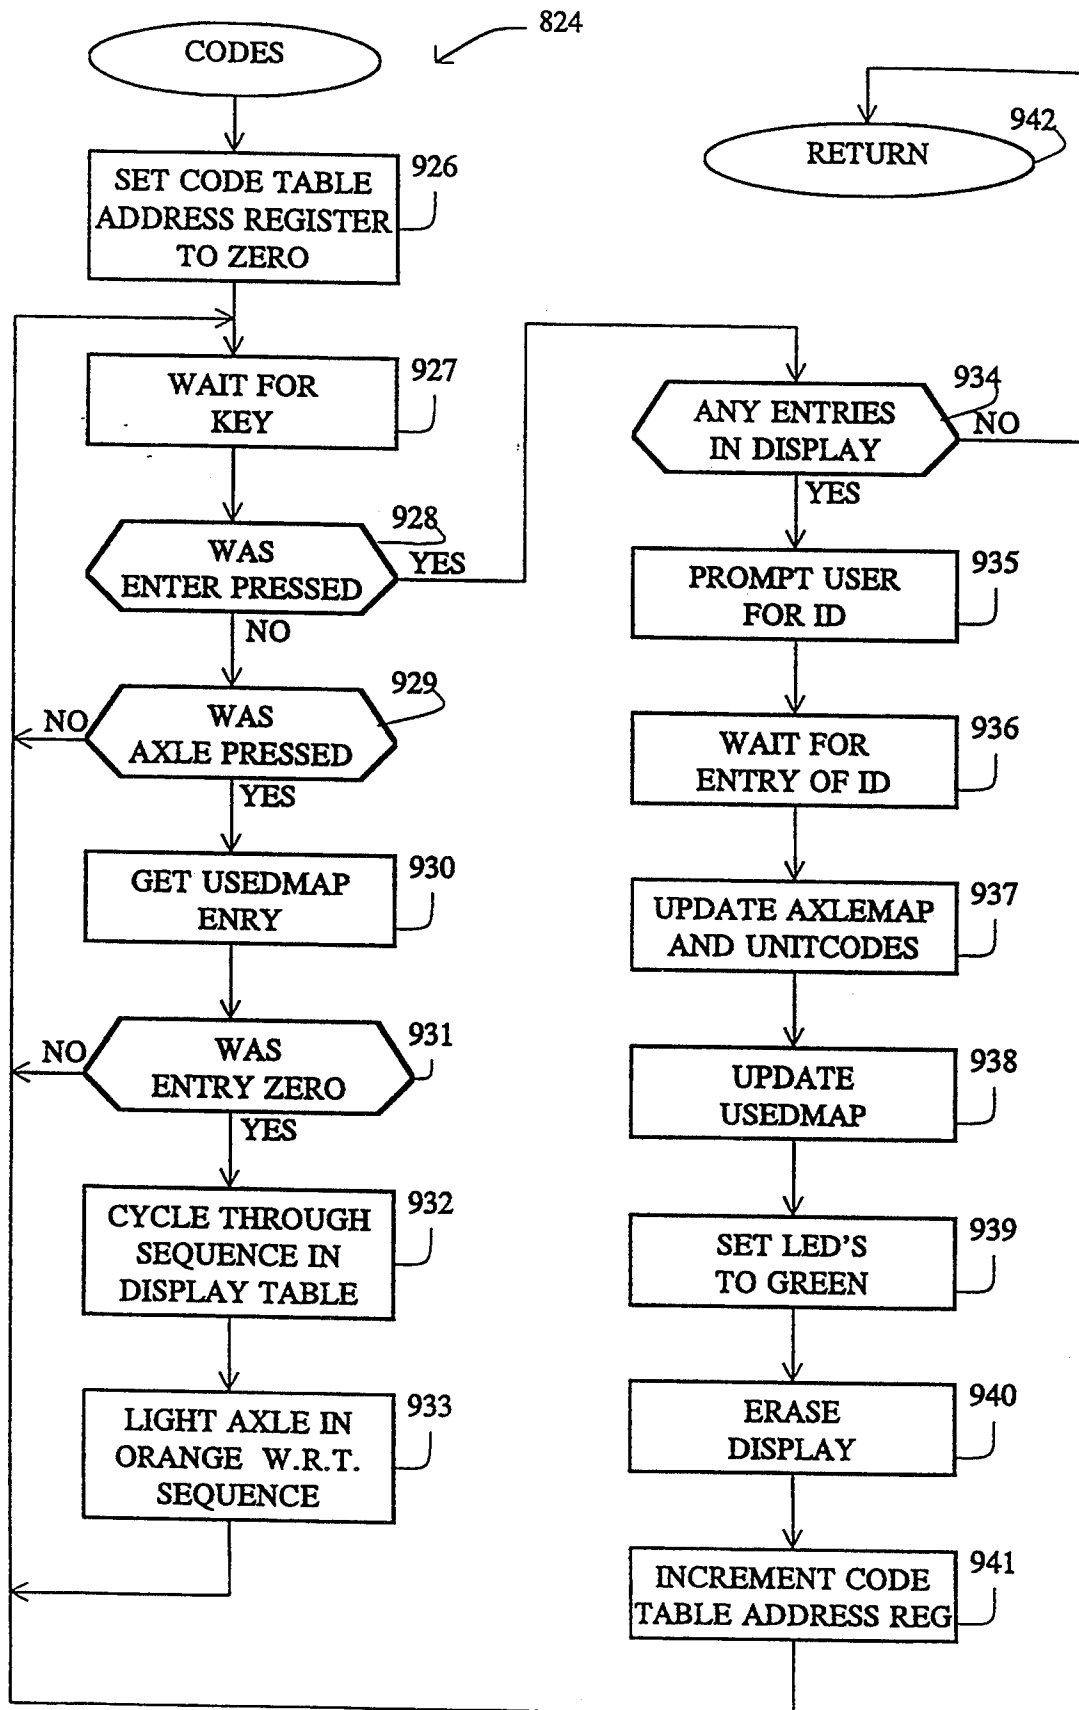 CODES
824
SET CODE TABLE
ADDRESS REGISTER
TO ZERO
926
WAIT FOR
KEY
927
WAS
ENTER PRESSED
928
YES
NO
WAS
AXLE PRESSED
929
NO
YES
GET USEDMAP
ENRY
930
WAS
ENTRY ZERO
931
NO
YES
CYCLE THROUGH
SEQUENCE IN
DISPLAY TABLE
932
LIGHT AXLE IN
ORANGE W.R.T.
SEQUENCE
933
RETURN
942
ANY ENTRIES
IN DISPLAY
934
NO
YES
PROMPT USER
FOR ID
935
WAIT FOR
ENTRY OF ID
936
UPDATE AXLEMAP
AND UNITCODES
937
UPDATE
USEDMAP
938
SET LED'S
TO GREEN
939
ERASE
DISPLAY
940
INCREMENT CODE
TABLE ADDRESS REG
941